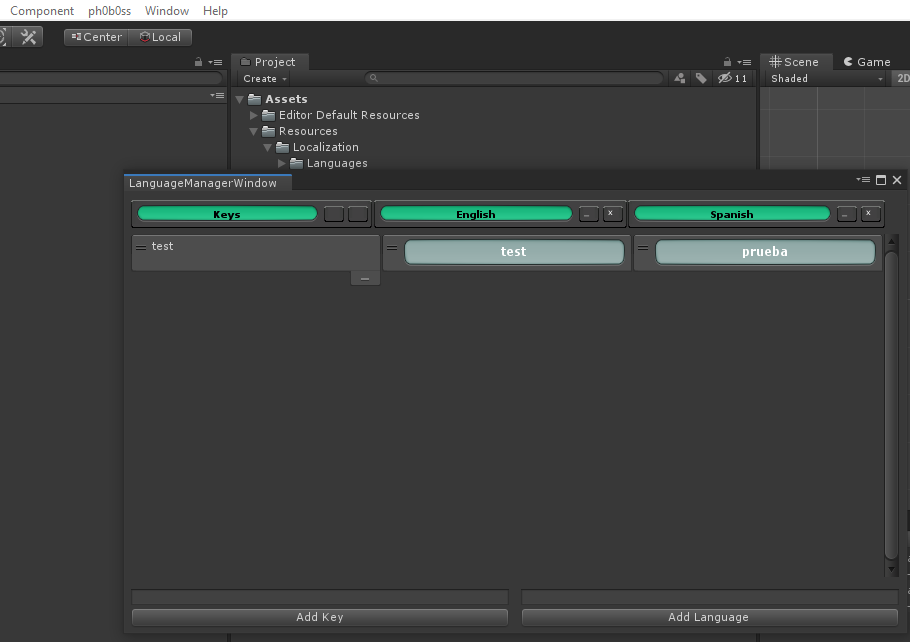 Component ph0b0ss Window Help
Center Local
Project
Scene Game
Create
11
Shaded 2D
Assets
Editor Default Resources
Resources
Localization
Languages
LanguageManagerWindow
Keys English x Spanish x
test test prueba
Add Key Add Language